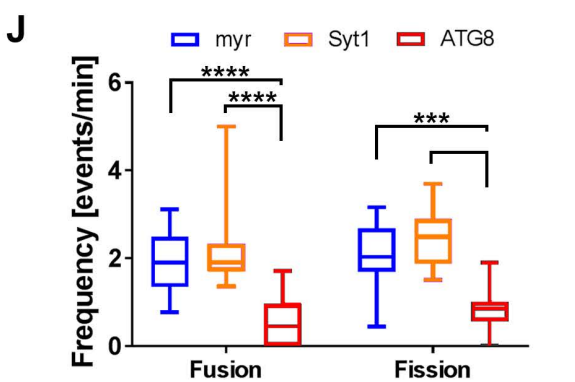 J
myr Syt1 ATG8
Frequency [events/min]
6
4
2
0
****
****
***
Fusion Fission